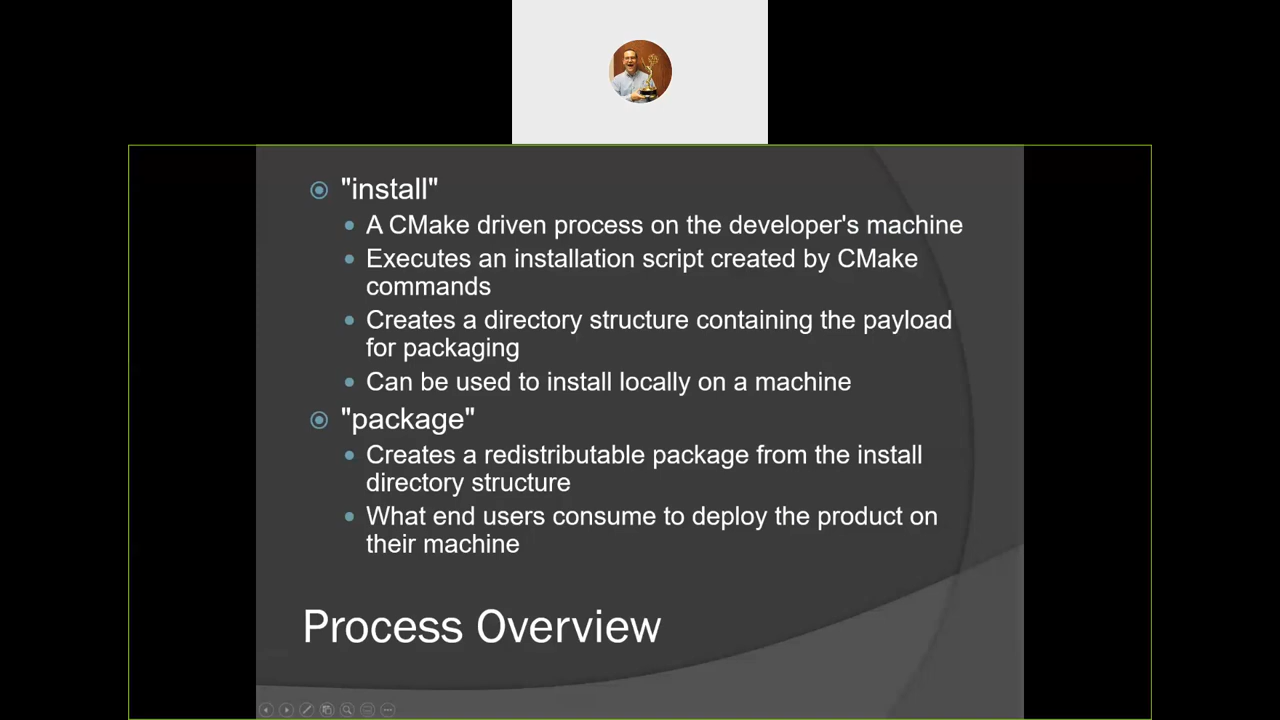 "install"
A CMake driven process on the developer's machine
Executes an installation script created by CMake
commands
Creates a directory structure containing the payload
for packaging
Can be used to install locally on a machine
"package"
Creates a redistributable package from the install
directory structure
What end users consume to deploy the product on
their machine
Process Overview